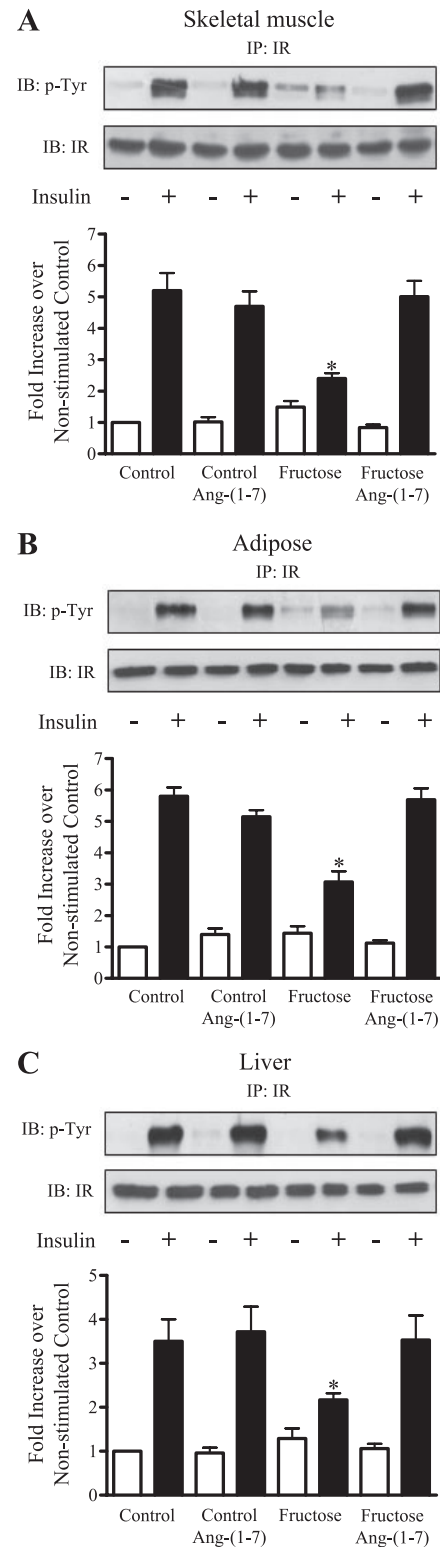 A Skeletal muscle
IP: IR
IB: p-Tyr
IB: IR
Insulin - + - + - + - +
Fold Increase over
Non-stimulated Control
7
6
5
4
3
2
1
0
*
Control Control Fructose Fructose
Ang-(1-7) Ang-(1-7)
B Adipose
IP: IR
IB: p-Tyr
IB: IR
Insulin - + - + - + - +
Fold Increase over
Non-stimulated Control
7
6
5
4
3
2
1
0
*
Control Control Fructose Fructose
Ang-(1-7) Ang-(1-7)
C Liver
IP: IR
IB: p-Tyr
IB: IR
Insulin - + - + - + - +
Fold Increase over
Non-stimulated Control
5
4
3
2
1
0
*
Control Control Fructose Fructose
Ang-(1-7) Ang-(1-7)